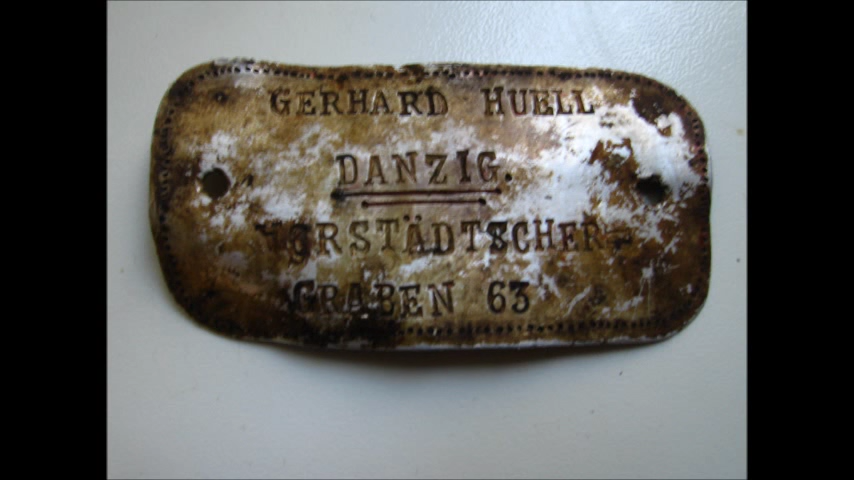 GERHARD HUELL
DANZIG.
VORSTÄDTSCHER-
GRABEN 63